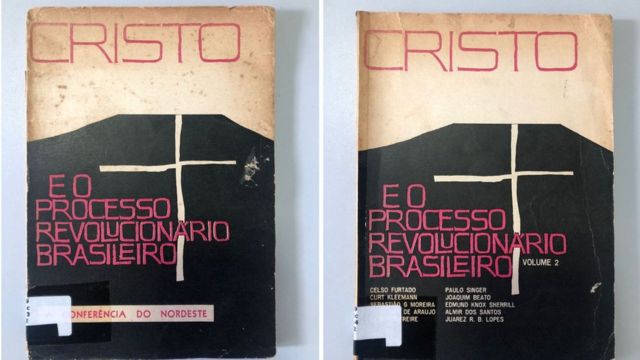 CRISTO
E O
PROCESSO
REVOLUCIONÁRIO
BRASILEIRO
CONFERÊNCIA DO NORDESTE
CRISTO
E O
PROCESSO
REVOLUCIONÁRIO
BRASILEIRO
VOLUME 2
CELSO FURTADO
CURT KLEEMANN
SEBASTIÃO G MOREIRA
DE ARAUJO
PAULO SINGER
JOAQUIM BEATO
EDMUND KNOX SHERRILL
ALMIR DOS SANTOS
JUAREZ R. B. LOPES